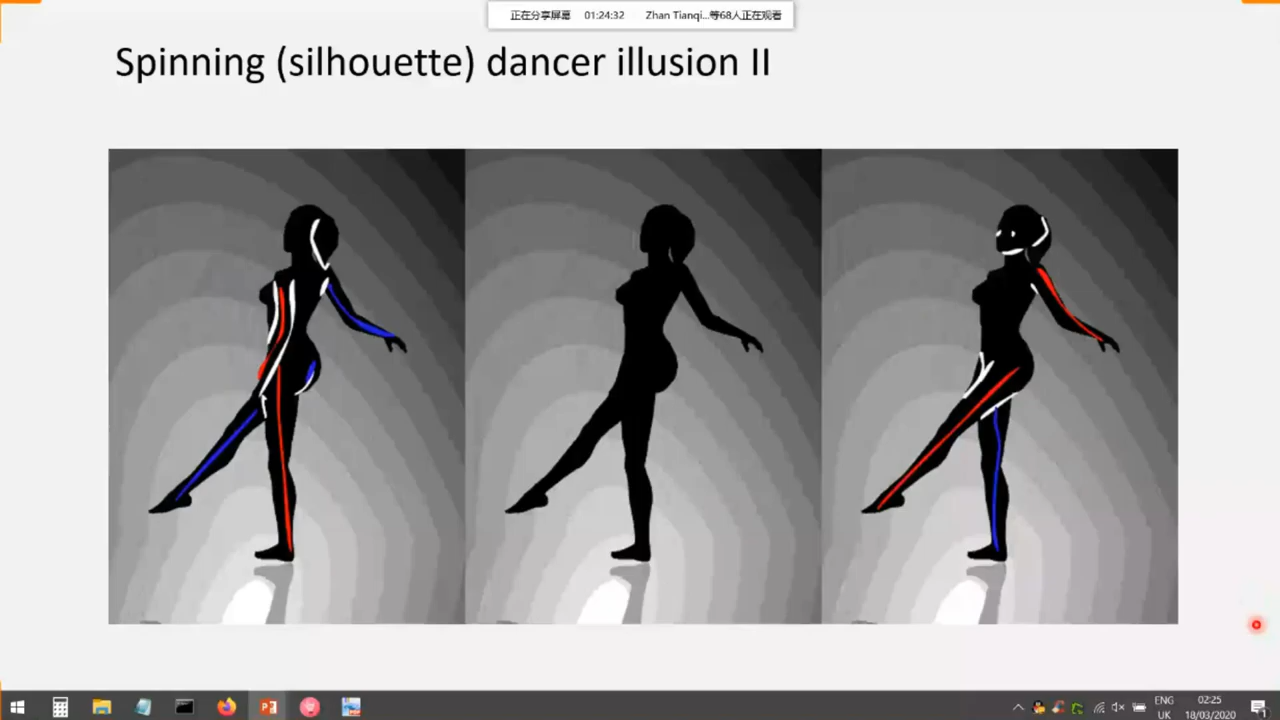 正在分享屏幕 01:24:32 Zhan Tianqi...等68人正在观看
Spinning (silhouette) dancer illusion II
ENG
UK
02:25
18/03/2020